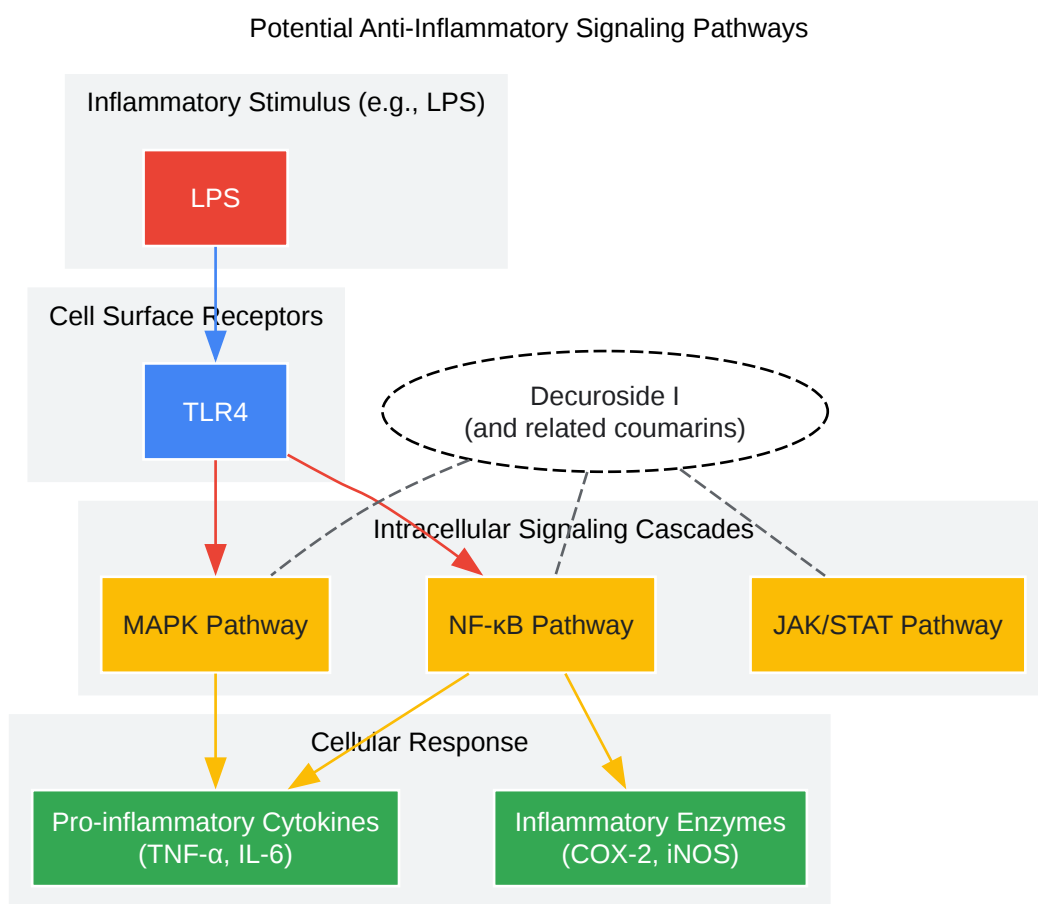 Potential Anti-Inflammatory Signaling Pathways
Inflammatory Stimulus (e.g., LPS)
LPS
Cell Surface Receptors
TLR4
Decuroside I
(and related coumarins)
Intracellular Signaling Cascades
MAPK Pathway
NF-κB Pathway
JAK/STAT Pathway
Cellular Response
Pro-inflammatory Cytokines
(TNF-α, IL-6)
Inflammatory Enzymes
(COX-2, iNOS)